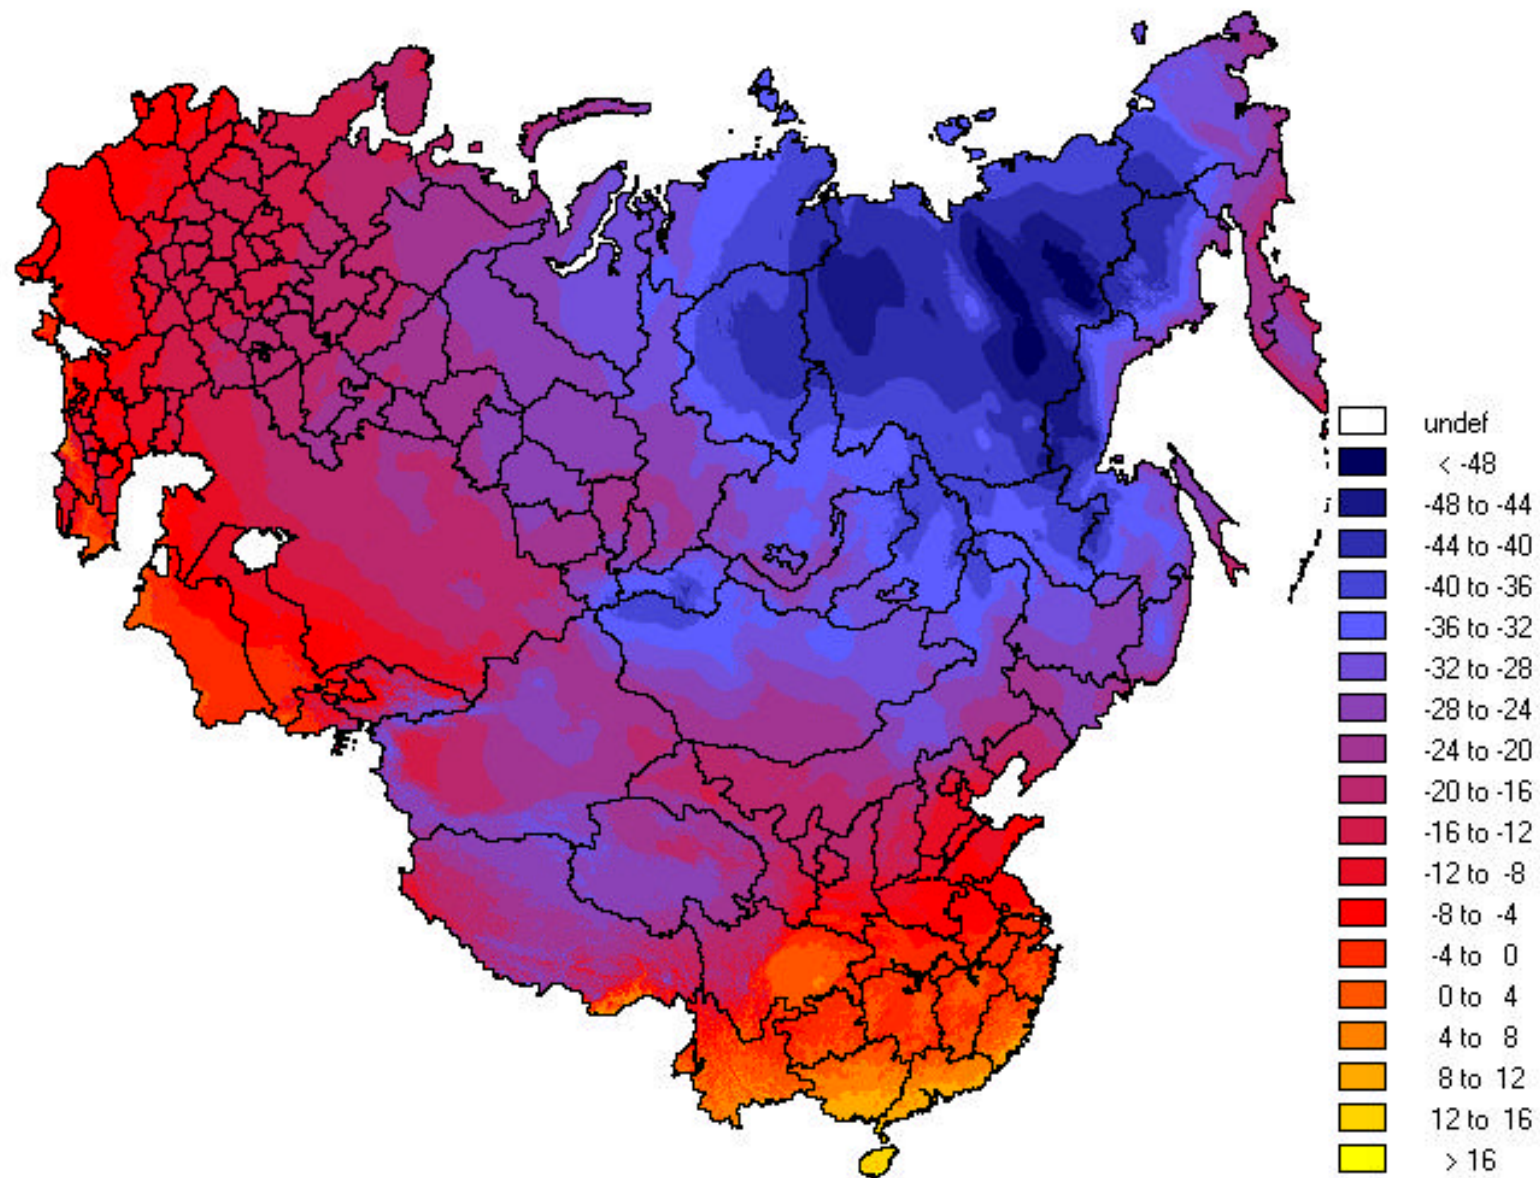 undef
< -48
-48 to -44
-44 to -40
-40 to -36
-36 to -32
-32 to -28
-28 to -24
-24 to -20
-20 to -16
-16 to -12
-12 to -8
-8 to -4
-4 to 0
0 to 4
4 to 8
8 to 12
12 to 16
> 16